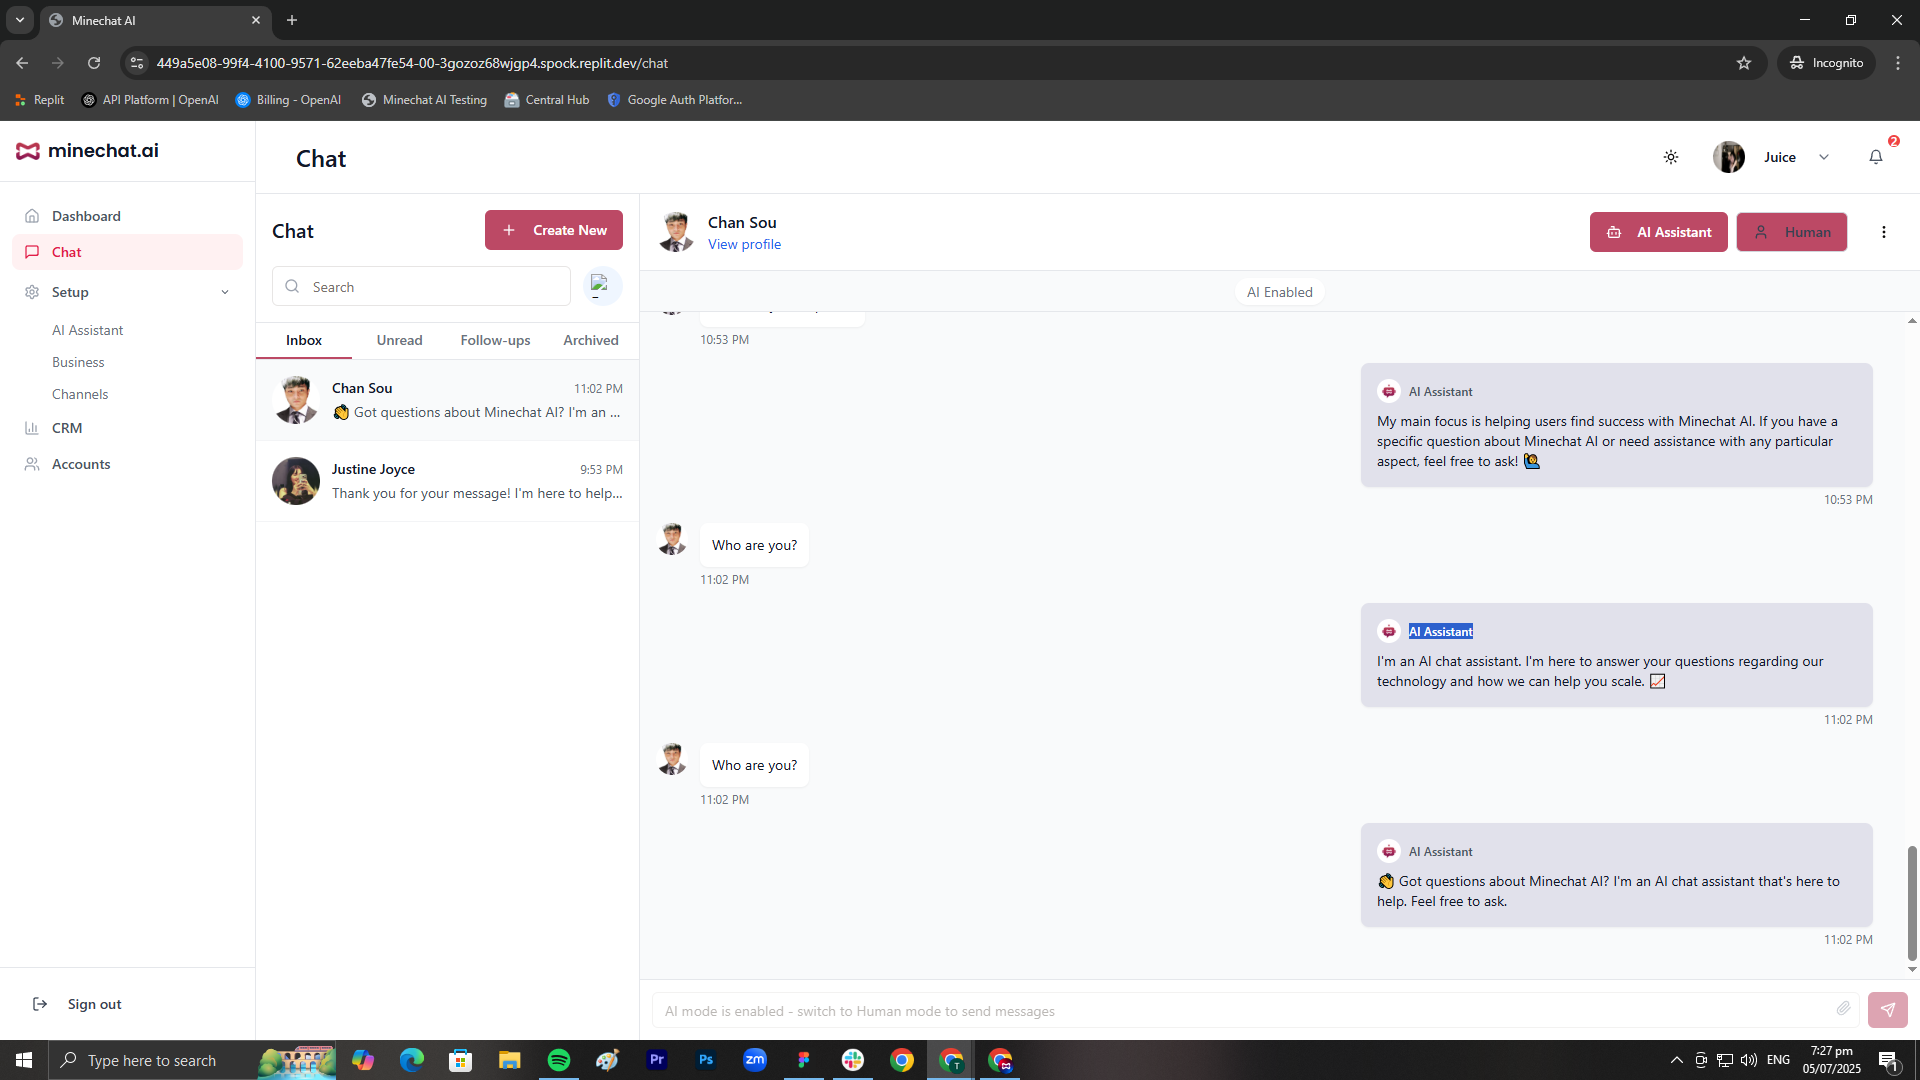 Minechat AI
449a5e08-99f4-4100-9571-62eeba47fe54-00-3gozoz68wjgp4.spock.replit.dev/chat
Incognito
Replit
API Platform | OpenAI
Billing - OpenAI
Minechat AI Testing
Central Hub
Google Auth Platfor...
minechat.ai
Chat
Juice
2
Dashboard
Chat
Setup
AI Assistant
Business
Channels
CRM
Accounts
Sign out
Chat
Create New
Search
Inbox
Unread
Follow-ups
Archived
Chan Sou
11:02 PM
👋 Got questions about Minechat AI? I'm an ...
Justine Joyce
9:53 PM
Thank you for your message! I'm here to help...
Chan Sou
View profile
AI Assistant
Human
AI Enabled
10:53 PM
AI Assistant
My main focus is helping users find success with Minechat AI. If you have a
specific question about Minechat AI or need assistance with any particular
aspect, feel free to ask! 🙋
10:53 PM
Who are you?
11:02 PM
AI Assistant
I'm an AI chat assistant. I'm here to answer your questions regarding our
technology and how we can help you scale. 📈
11:02 PM
Who are you?
11:02 PM
AI Assistant
👋 Got questions about Minechat AI? I'm an AI chat assistant that's here to
help. Feel free to ask.
11:02 PM
AI mode is enabled - switch to Human mode to send messages
Type here to search
Pr
Ps
zm
T
ENG
7:27 pm
05/07/2025
1